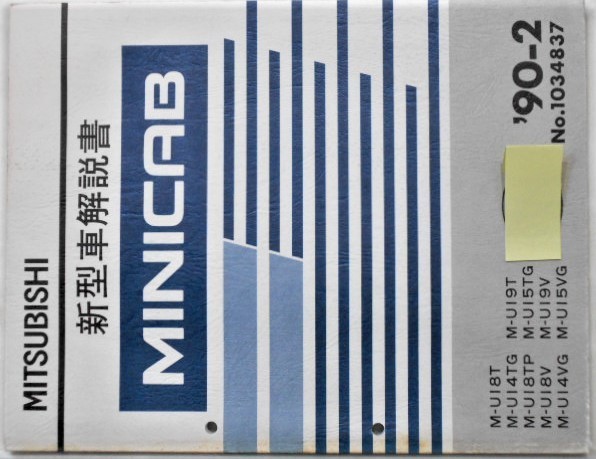 MITSUBISHI
新型車解説書
MINICAB
'90-2
No.1034837
M-U18T M-U19T
M-U14TG M-U15TG
M-U18TP M-U19V
M-U18V M-U15VG
M-U14VG